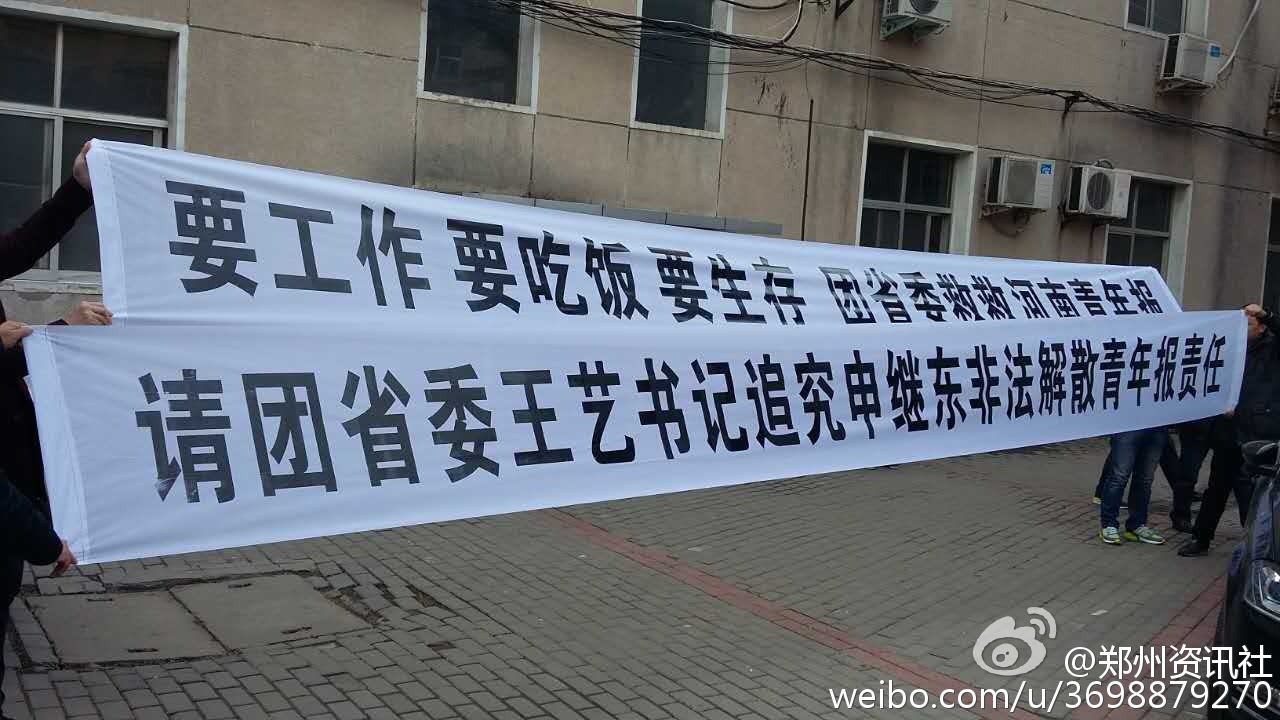 要工作 要吃饭 要生存 团省委救救河南青年报
请团省委王艺书记追究申继东非法解散青年报责任
@郑州资讯社
weibo.com/u/3698879270